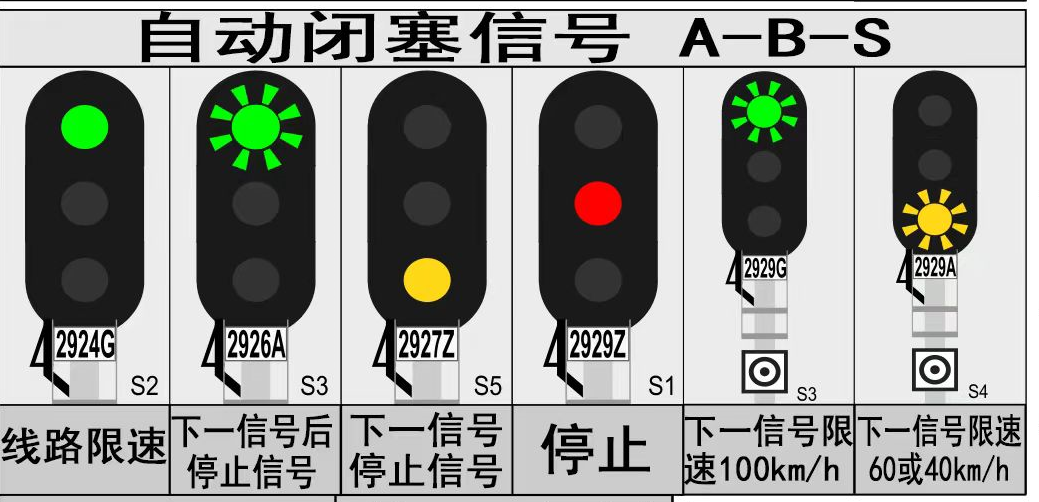 自动闭塞信号 A-B-S
2924G
S2
2926A
S3
2927Z
S5
2929Z
S1
2929G
S3
2929A
S4
线路限速
下一信号后
停止信号
下一信号
停止信号
停止
下一信号限
速100km/h
下一信号限速
60或40km/h